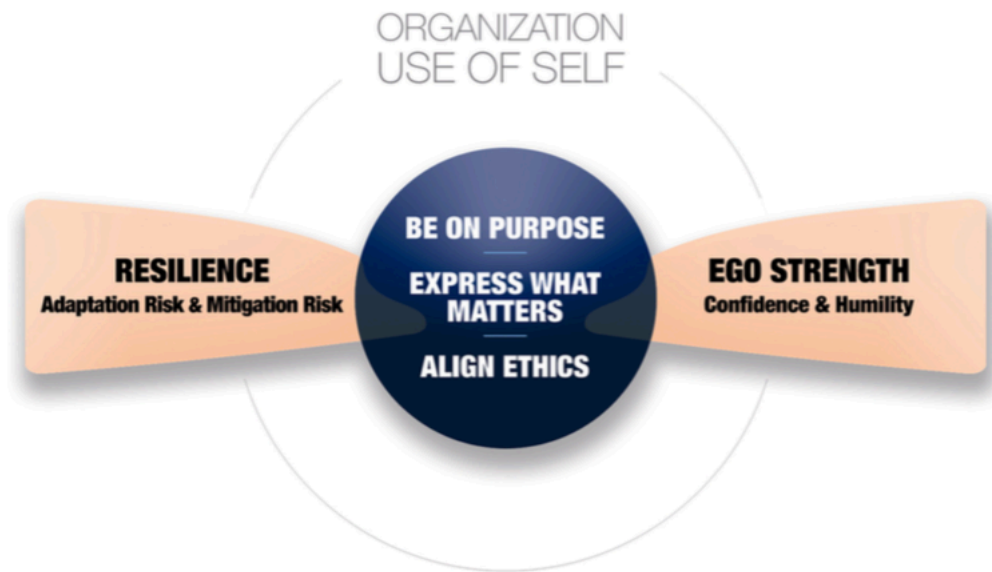 ORGANIZATION
USE OF SELF
BE ON PURPOSE
RESILIENCE
Adaptation Risk & Mitigation Risk
EXPRESS WHAT
MATTERS
EGO STRENGTH
Confidence & Humility
ALIGN ETHICS